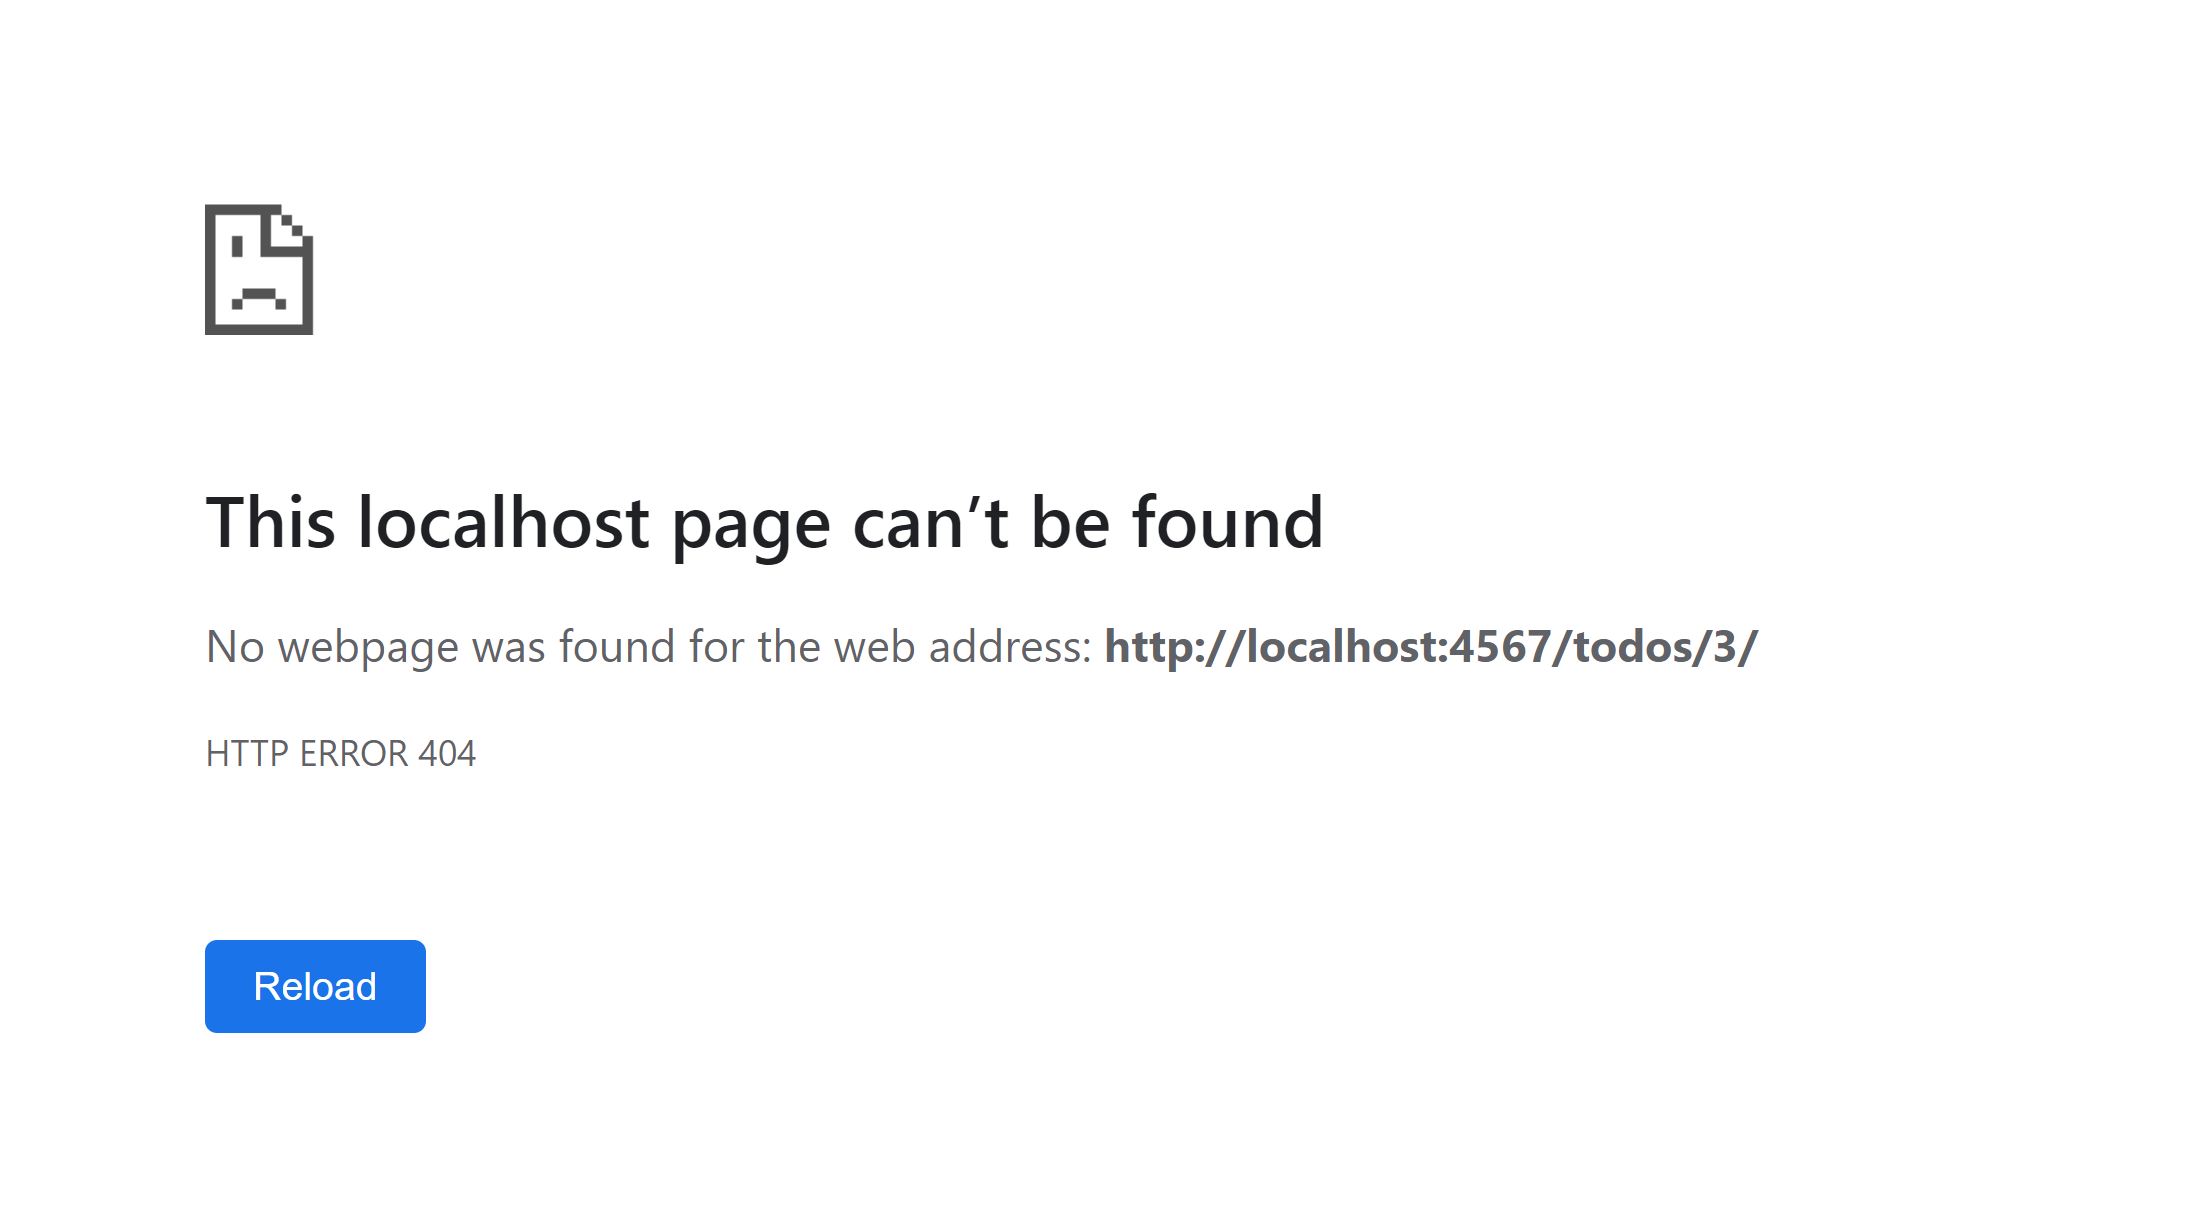 This localhost page can’t be found
No webpage was found for the web address: http://localhost:4567/todos/3/
HTTP ERROR 404
Reload